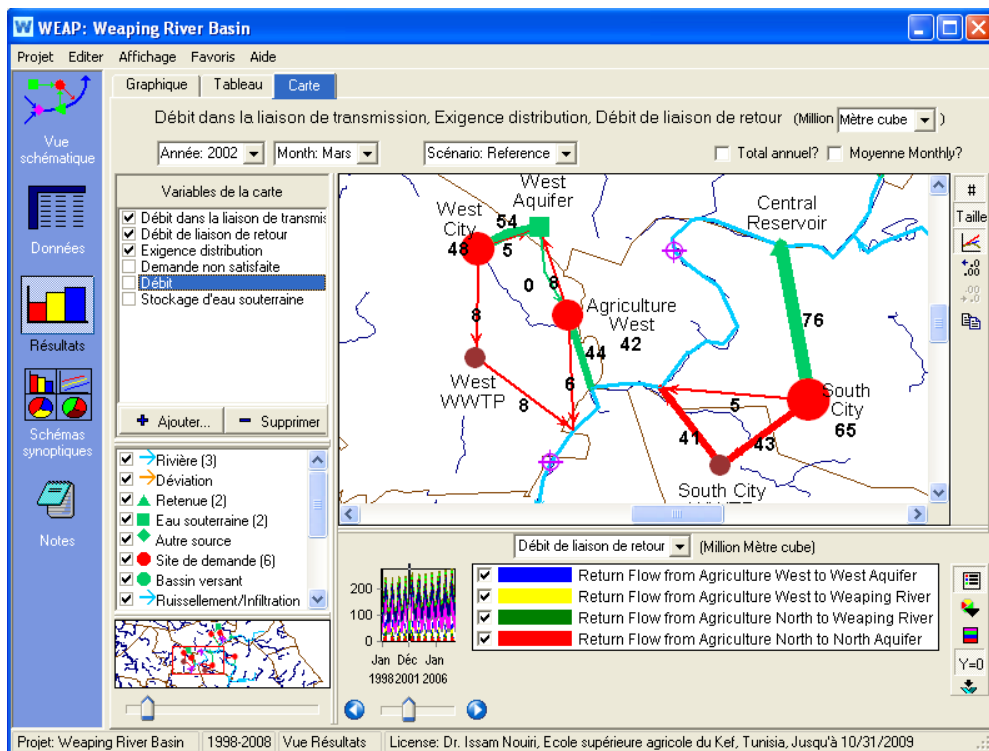 WEAP: Weaping River Basin
Projet Editer Affichage Favoris Aide
Vue schématique
Données
Résultats
Schémas synoptiques
Notes
Graphique Tableau Carte
Débit dans la liaison de transmission, Exigence distribution, Débit de liaison de retour (Million Mètre cube )
Année: 2002 Month: Mars Scénario: Reference Total annuel? Moyenne Monthly?
Variables de la carte
Débit dans la liaison de transmis
Débit de liaison de retour
Exigence distribution
Demande non satisfaite
Débit
Stockage d'eau souterraine
+ Ajouter... − Supprimer
Rivière (3)
Déviation
Retenue (2)
Eau souterraine (2)
Autre source
Site de demande (6)
Bassin versant
Ruissellement/Infiltration
West Aquifer
West City
48
54
5
0
8
8
Agriculture West
42
44
6
West WWTP
8
Central Reservoir
76
South City
65
5
41
43
South City
#
Taille
Débit de liaison de retour (Million Mètre cube)
200
100
0
Jan Déc Jan
1998 2001 2006
Return Flow from Agriculture West to West Aquifer
Return Flow from Agriculture West to Weaping River
Return Flow from Agriculture North to Weaping River
Return Flow from Agriculture North to North Aquifer
Y=0
Projet: Weaping River Basin 1998-2008 Vue Résultats License: Dr. Issam Nouiri, Ecole supérieure agricole du Kef, Tunisia, Jusqu'à 10/31/2009